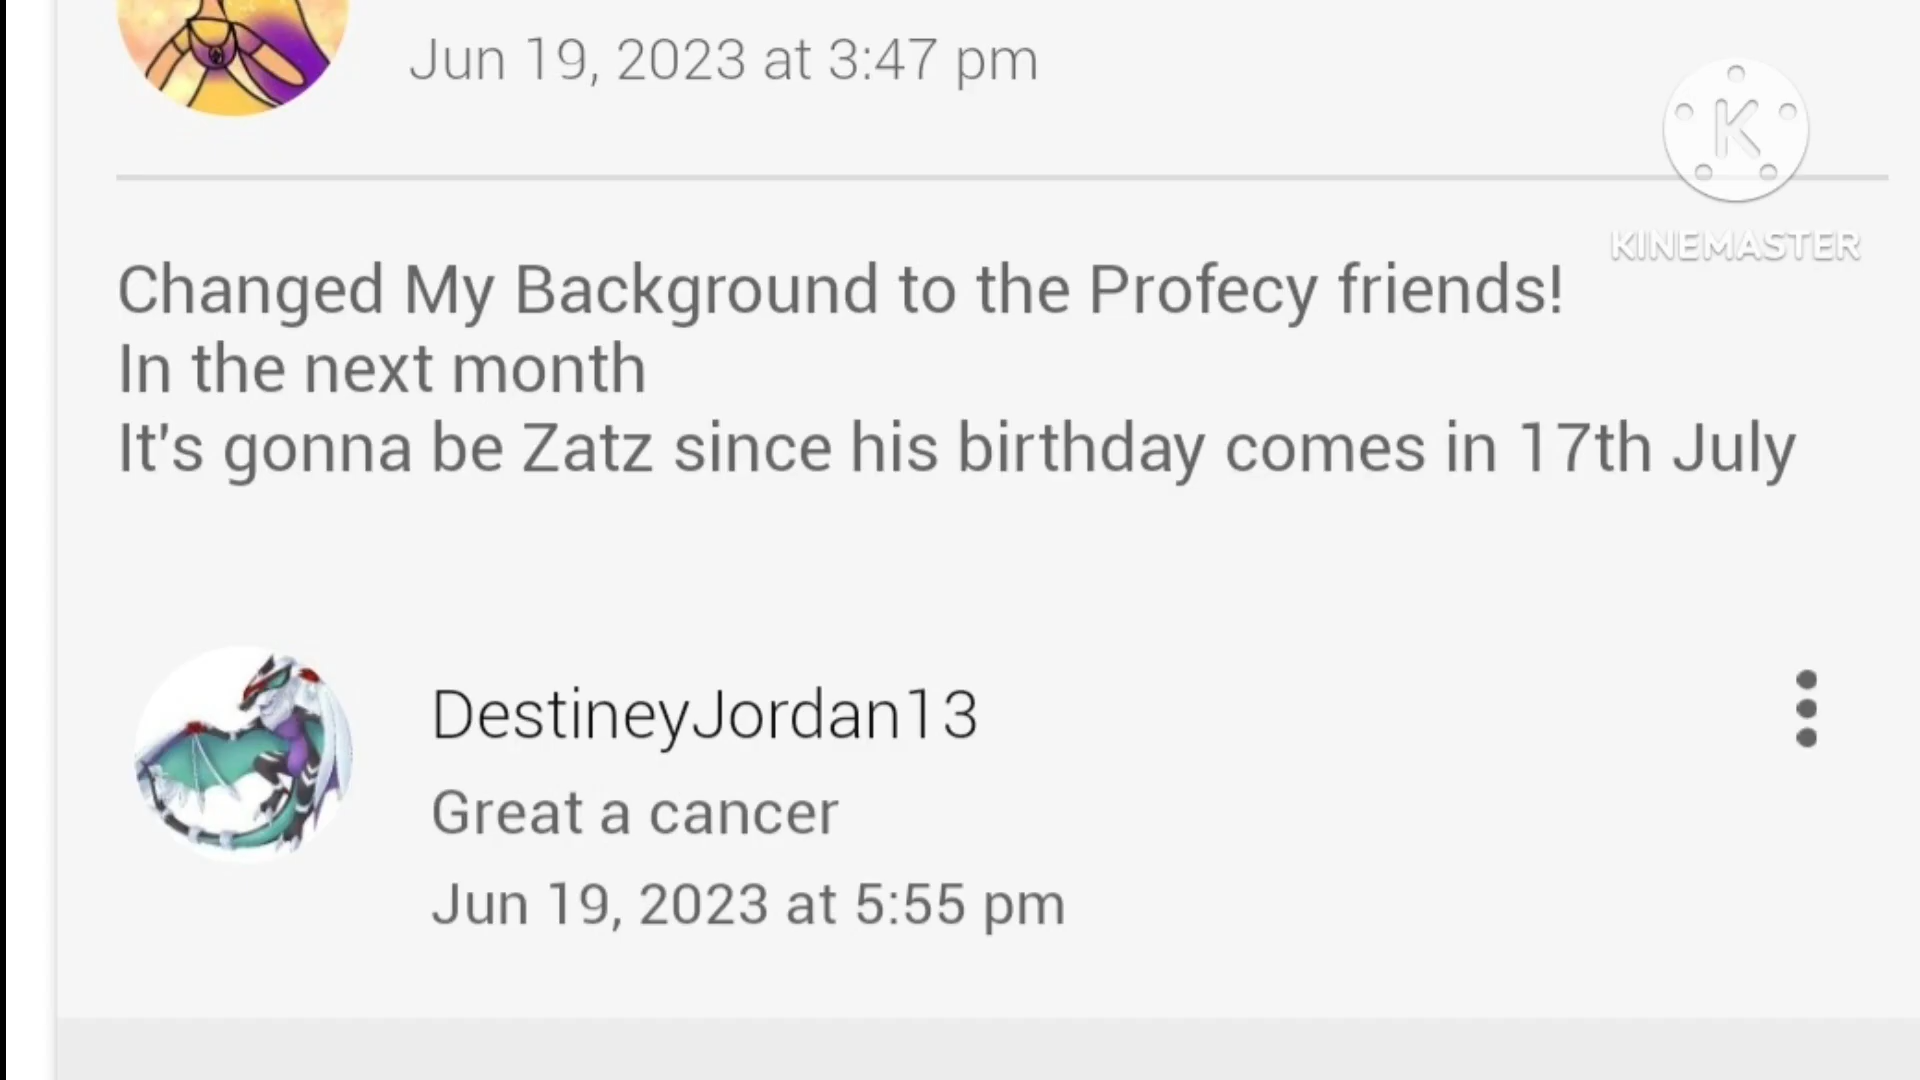 Jun 19, 2023 at 3:47 pm
K
KINEMASTER
Changed My Background to the Profecy friends!
In the next month
It's gonna be Zatz since his birthday comes in 17th July
DestineyJordan13
Great a cancer
Jun 19, 2023 at 5:55 pm